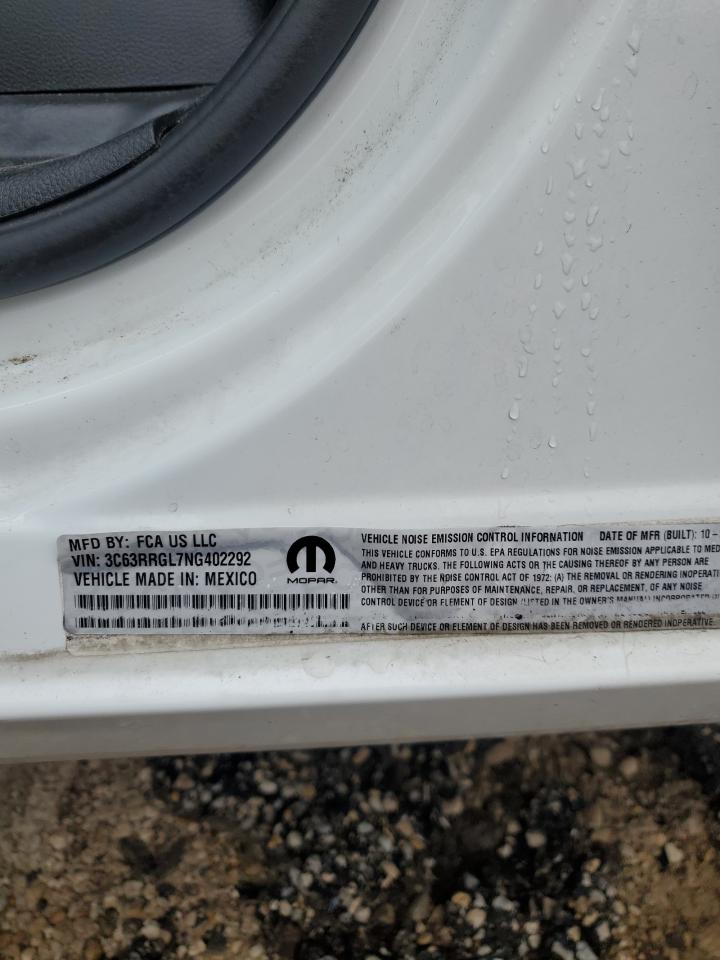 MFD BY: FCA US LLC
VIN: 3C63RRGL7NG402292
VEHICLE MADE IN: MEXICO
MOPAR
VEHICLE NOISE EMISSION CONTROL INFORMATION DATE OF MFR (BUILT): 10 -
THIS VEHICLE CONFORMS TO U.S. EPA REGULATIONS FOR NOISE EMISSION APPLICABLE TO MED
AND HEAVY TRUCKS. THE FOLLOWING ACTS OR THE CAUSING THEREOF BY ANY PERSON ARE
PROHIBITED BY THE NOISE CONTROL ACT OF 1972: (A) THE REMOVAL OR RENDERING INOPERATI
OTHER THAN FOR PURPOSES OF MAINTENANCE, REPAIR, OR REPLACEMENT, OF ANY NOISE
CONTROL DEVICE OR ELEMENT OF DESIGN (LISTED IN THE OWNER'S MANUAL) INCORPORATED
AFTER SUCH DEVICE OR ELEMENT OF DESIGN HAS BEEN REMOVED OR RENDERED INOPERATIVE.